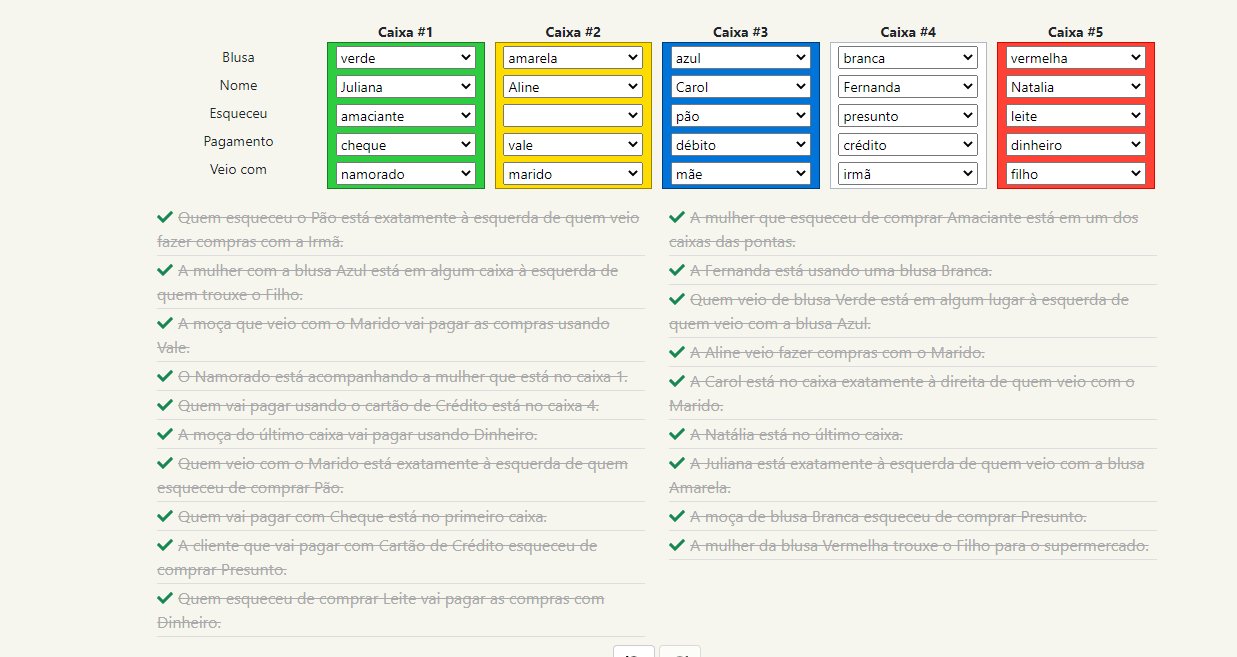 Caixa #1 Caixa #2 Caixa #3 Caixa #4 Caixa #5
Blusa verde amarela azul branca vermelha
Nome Juliana Aline Carol Fernanda Natalia
Esqueceu amaciante pão presunto leite
Pagamento cheque vale débito crédito dinheiro
Veio com namorado marido mãe irmã filho
Quem esqueceu o Pão está exatamente à esquerda de quem veio
fazer compras com a Irmã.
A mulher com a blusa Azul está em algum caixa à esquerda de
quem trouxe o Filho.
A moça que veio com o Marido vai pagar as compras usando
Vale.
O Namorado está acompanhando a mulher que está no caixa 1.
Quem vai pagar usando o cartão de Crédito está no caixa 4.
A moça do último caixa vai pagar usando Dinheiro.
Quem veio com o Marido está exatamente à esquerda de quem
esqueceu de comprar Pão.
Quem vai pagar com Cheque está no primeiro caixa.
A cliente que vai pagar com Cartão de Crédito esqueceu de
comprar Presunto.
Quem esqueceu de comprar Leite vai pagar as compras com
Dinheiro.
A mulher que esqueceu de comprar Amaciante está em um dos
caixas das pontas.
A Fernanda está usando uma blusa Branca.
Quem veio de blusa Verde está em algum lugar à esquerda de
quem veio com a blusa Azul.
A Aline veio fazer compras com o Marido.
A Carol está no caixa exatamente à direita de quem veio com o
Marido.
A Natália está no último caixa.
A Juliana está exatamente à esquerda de quem veio com a blusa
Amarela.
A moça de blusa Branca esqueceu de comprar Presunto.
A mulher da blusa Vermelha trouxe o Filho para o supermercado.